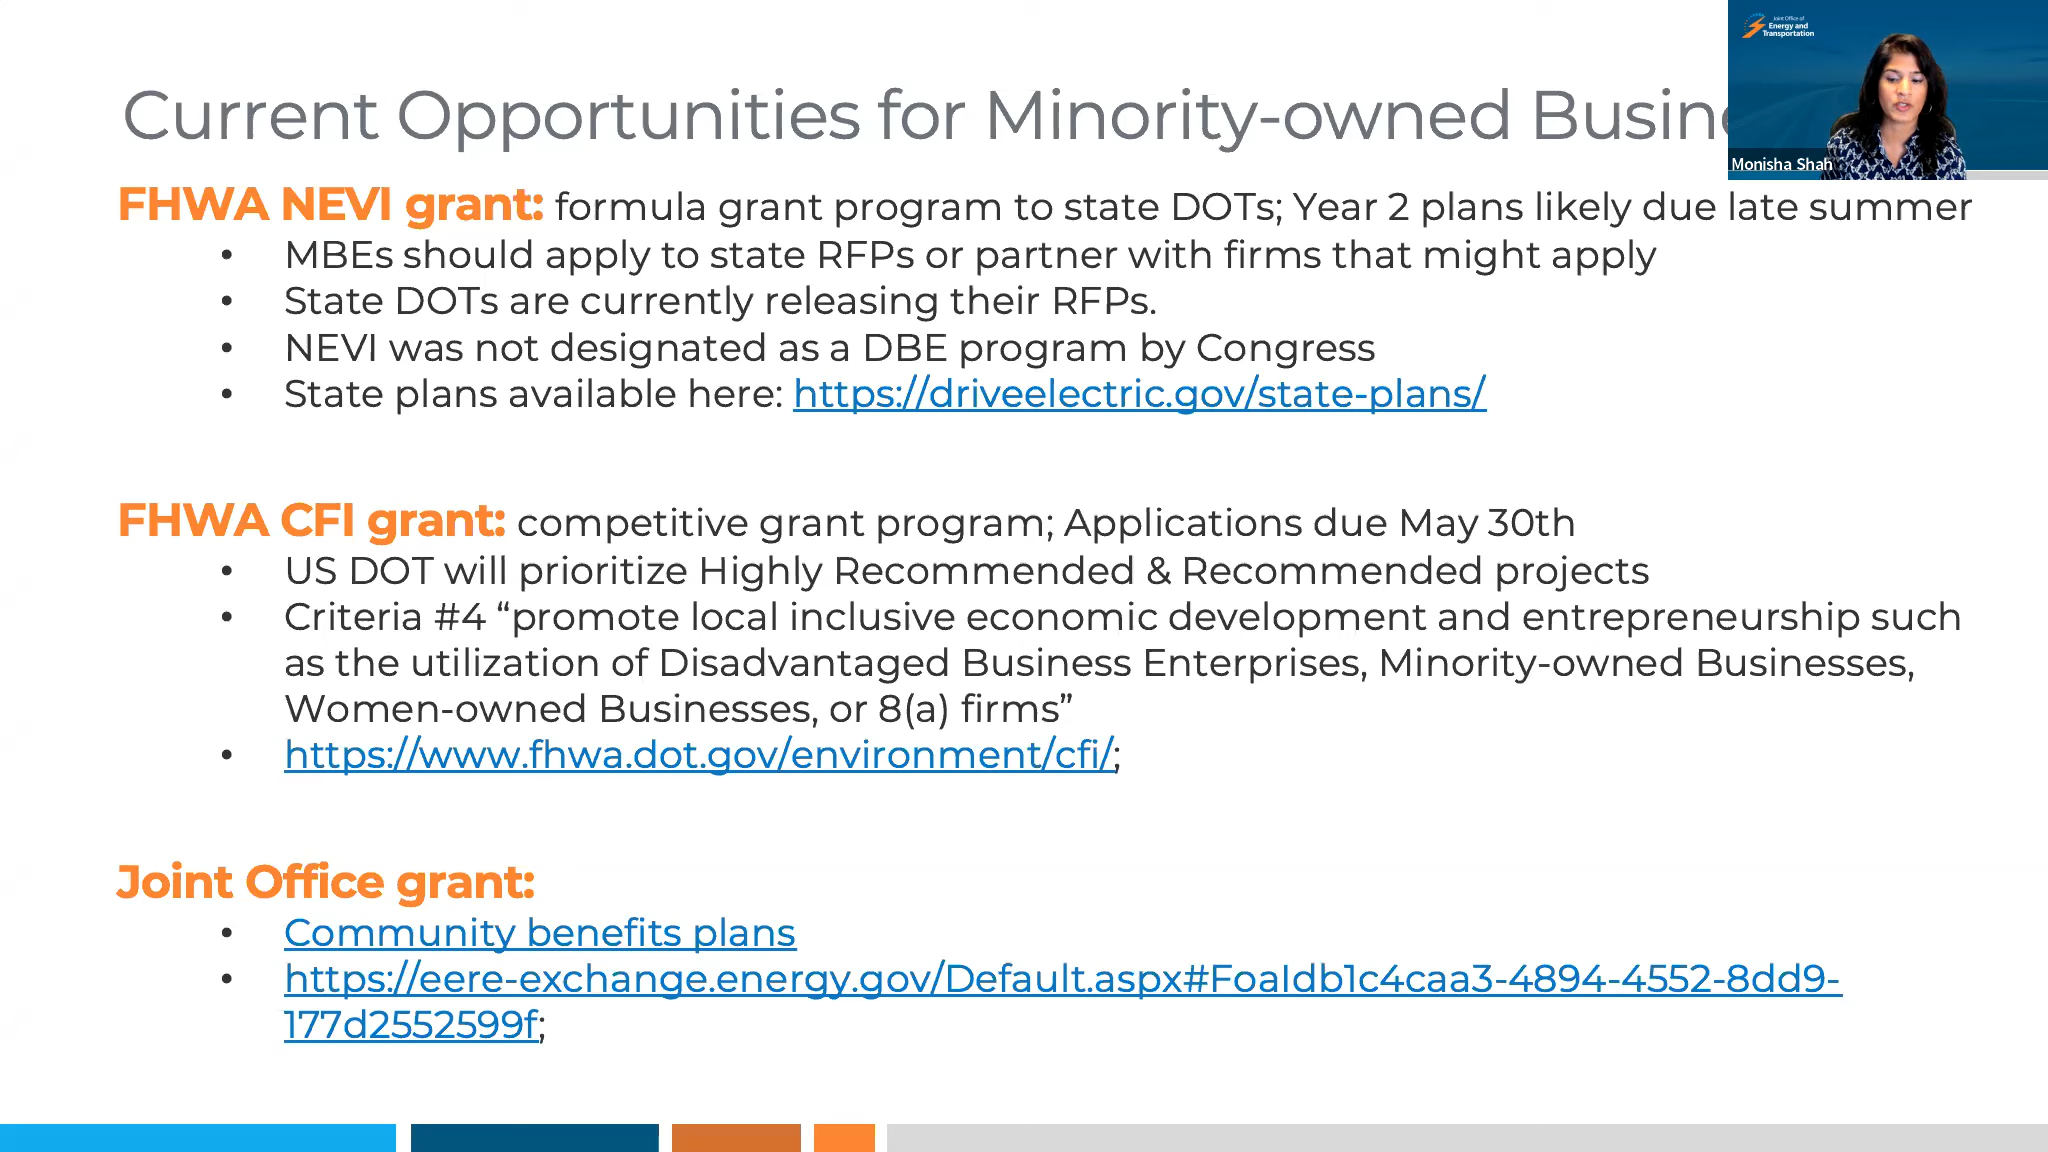 Joint Office of
Energy and
Transportation
Monisha Shah
Current Opportunities for Minority-owned
FHWA NEVI grant: formula grant program to state DOTs; Year 2 plans likely due late summer
• MBEs should apply to state RFPs or partner with firms that might apply
• State DOTs are currently releasing their RFPs.
• NEVI was not designated as a DBE program by Congress
• State plans available here: https://driveelectric.gov/state-plans/
FHWA CFI grant: competitive grant program; Applications due May 30th
• US DOT will prioritize Highly Recommended & Recommended projects
• Criteria #4 “promote local inclusive economic development and entrepreneurship such
as the utilization of Disadvantaged Business Enterprises, Minority-owned Businesses,
Women-owned Businesses, or 8(a) firms”
• https://www.fhwa.dot.gov/environment/cfi/;
Joint Office grant:
• Community benefits plans
• https://eere-exchange.energy.gov/Default.aspx#FoaIdb1c4caa3-4894-4552-8dd9-
177d2552599f;